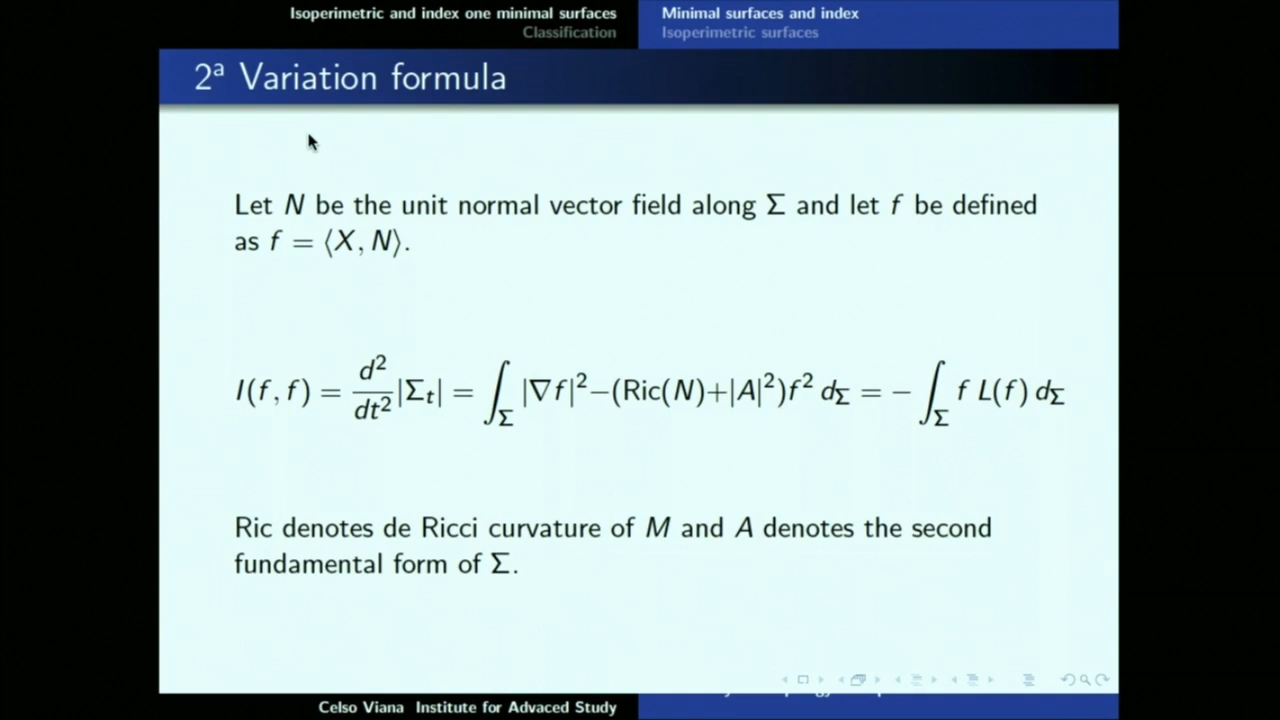 Isoperimetric and index one minimal surfaces
Classification
Minimal surfaces and index
Isoperimetric surfaces
2ª Variation formula
Let N be the unit normal vector field along Σ and let f be defined
as f = ⟨X, N⟩.
I(f, f) = d²/dt² |Σ_t| = ∫_Σ |∇f|²−(Ric(N)+|A|²)f² d_Σ = − ∫_Σ f L(f) d_Σ
Ric denotes de Ricci curvature of M and A denotes the second
fundamental form of Σ.
Celso Viana Institute for Advaced Study